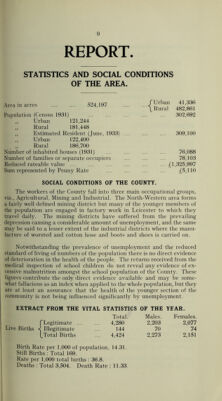 9
REPORT.
STATISTICS AND SOCIAL CONDITIONS
OF THE AREA.
Area in acres ... 524,197 ... { Urban 41,336
Rural 482,861
Population (Census 1931) ... 302,692
,, Urban 121,244
,, Rural 181,448
,, Estimated Resident (June, 1933) ... 309,100
,, Urban 122,400
,, Rural 186,700
Number of inhabited houses (1931) ... 76,088
Number of families or separate occupiers ... 78,103
Reduced rateable value ... £1,325,997
Sum represented by Penny Rate ... £5,110
SOCIAL CONDITIONS OF THE COUNTY.
The workers of the County fall into three main occupational groups,
viz., Agricultural, Mining and Industrial. The North-Western area forms
a fairly well defined mining district but many of the younger members of
the population are engaged in factory work in Leicester to which they
travel daily. The mining districts have suffered from the prevailing
depression causing a considerable amount of unemployment, and the same
may be said to a lesser extent of the industrial districts where the manu-
facture of worsted and cotton hose and boots and shoes is carried on.
Notwithstanding the prevalence of unemployment and the reduced
standard of living of numbers of the population there is no direct evidence
of deterioration in the health of the people. The returns received from the
medical inspection of school children do not reveal any evidence of ex-
cessive malnutrition amongst the school population of the County. These
figures contribute the only direct evidence available and may be some-
what fallacious as an index when applied to the whole population, but they
are at least an assurance that the health of the younger section of the
community is not being influenced significantly by unemployment.
EXTRACT FROM THE VITAL STATISTICS OF THE YEAR.
Total. Males. Females.
{ Legitimate ... 4,280 2,203 2,077
Live Births { Illegitimate ... 144 70 74
{ Total Births ... 4,424 2,273 2,151
Birth Rate per 1,000 of population, 14.31.
Still Births : Total 169.
Rate per 1,000 total births : 36.8.
Deaths : Total 3,504. Death Rate : 11.33.